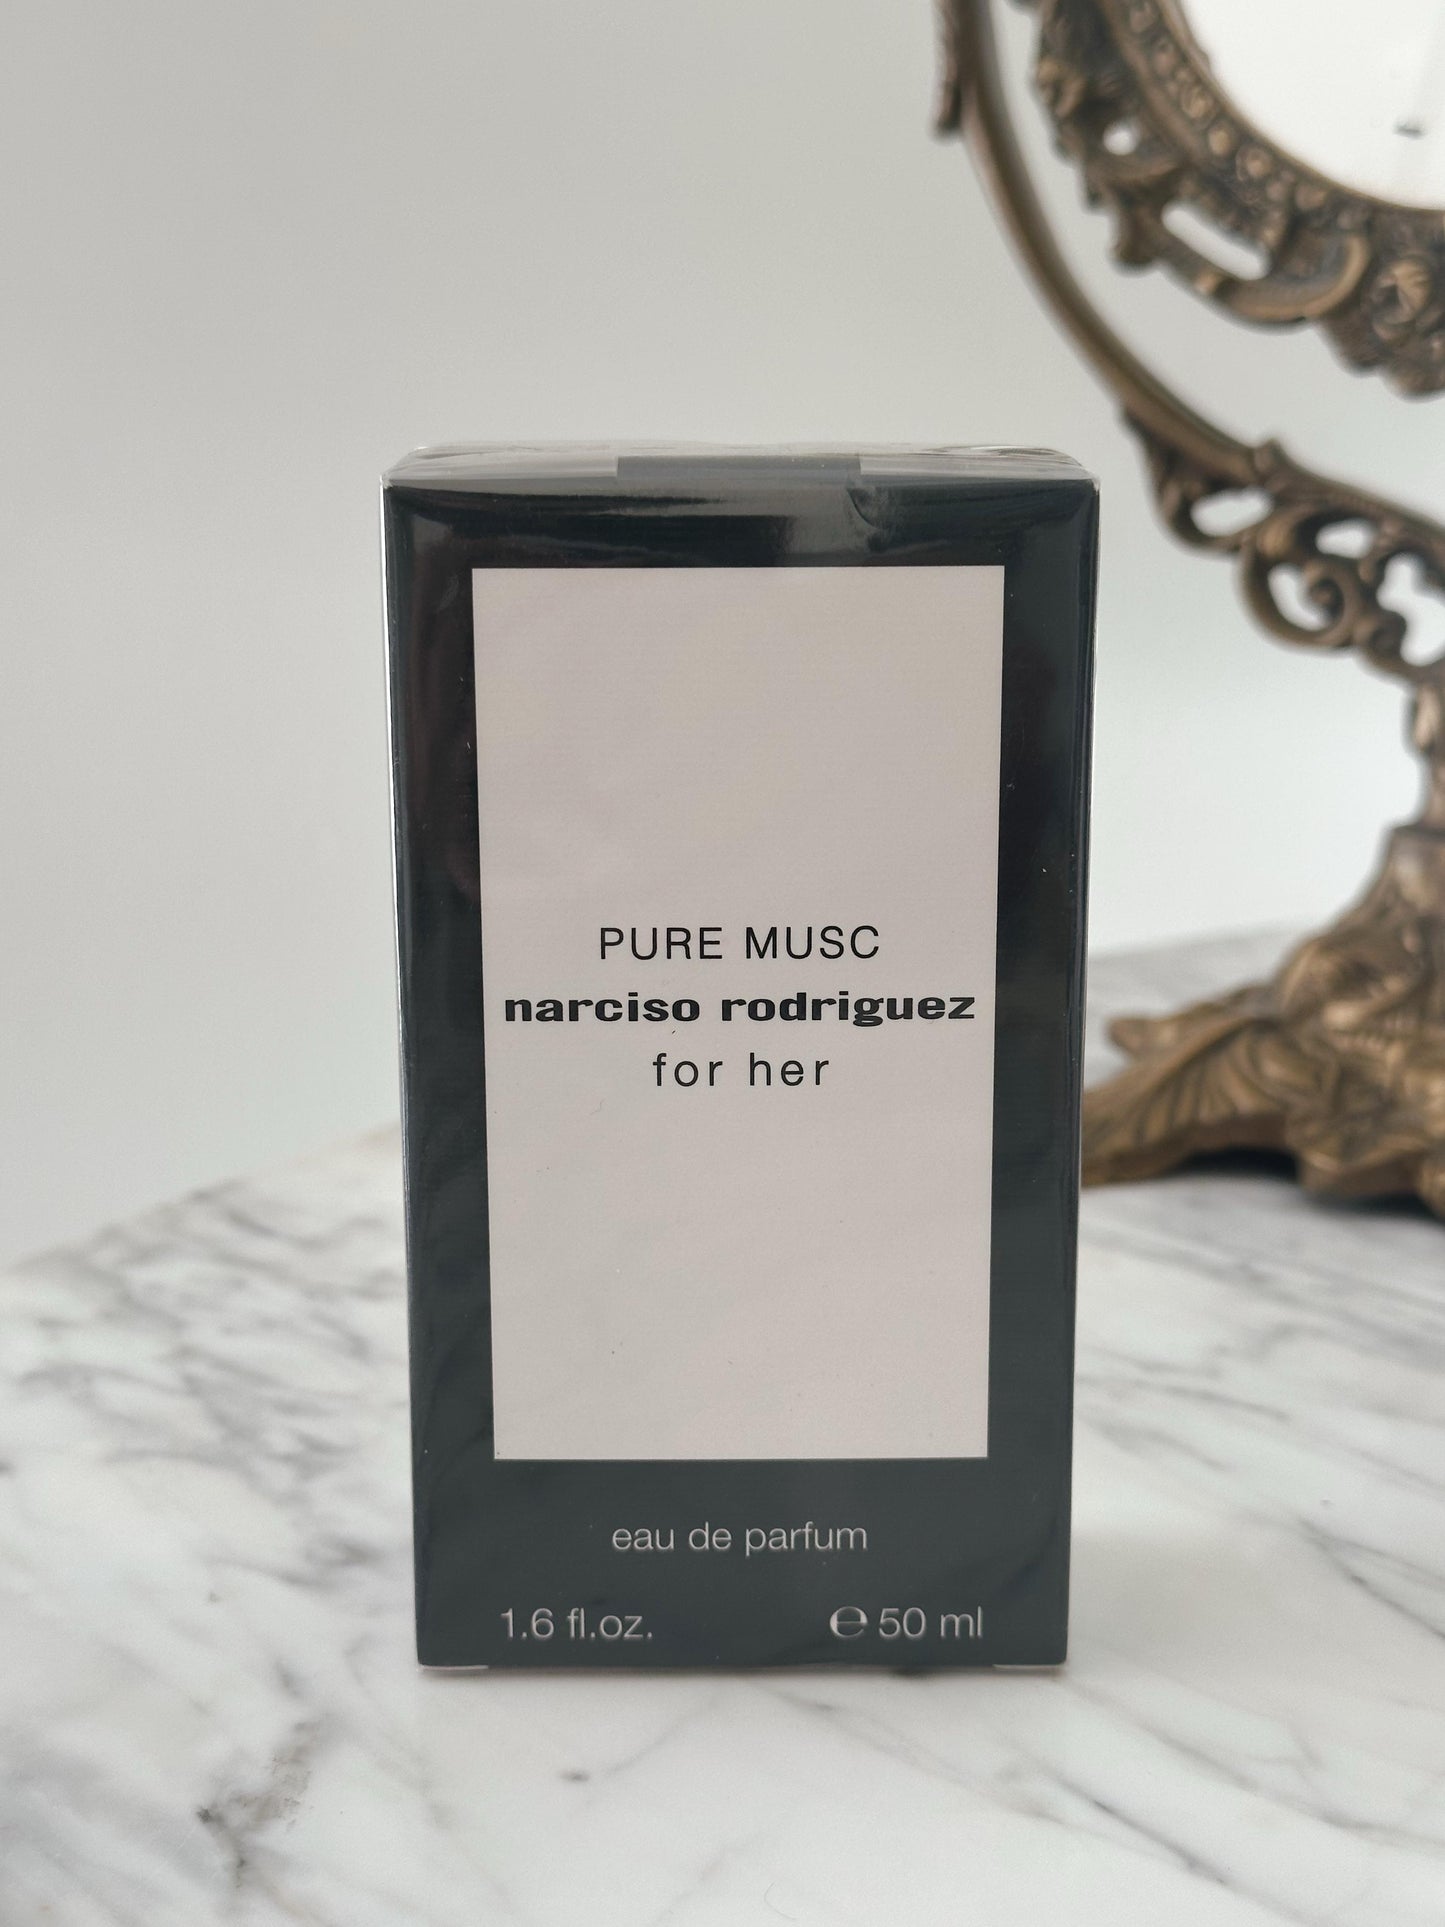 PURE MUSC
narciso rodriguez
for her
eau de parfum
1.6 fl.oz. ℮ 50 ml